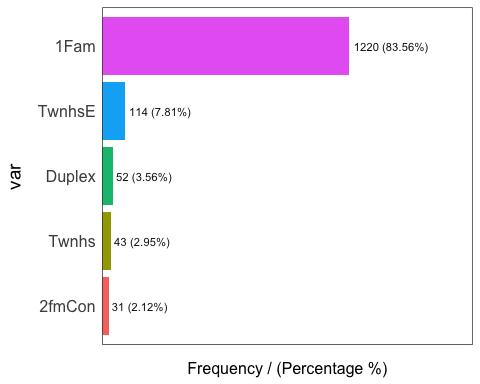 1Fam 1220 (83.56%)
TwnhsE 114 (7.81%)
Duplex 52 (3.56%)
Twnhs 43 (2.95%)
2fmCon 31 (2.12%)
var
Frequency / (Percentage %)